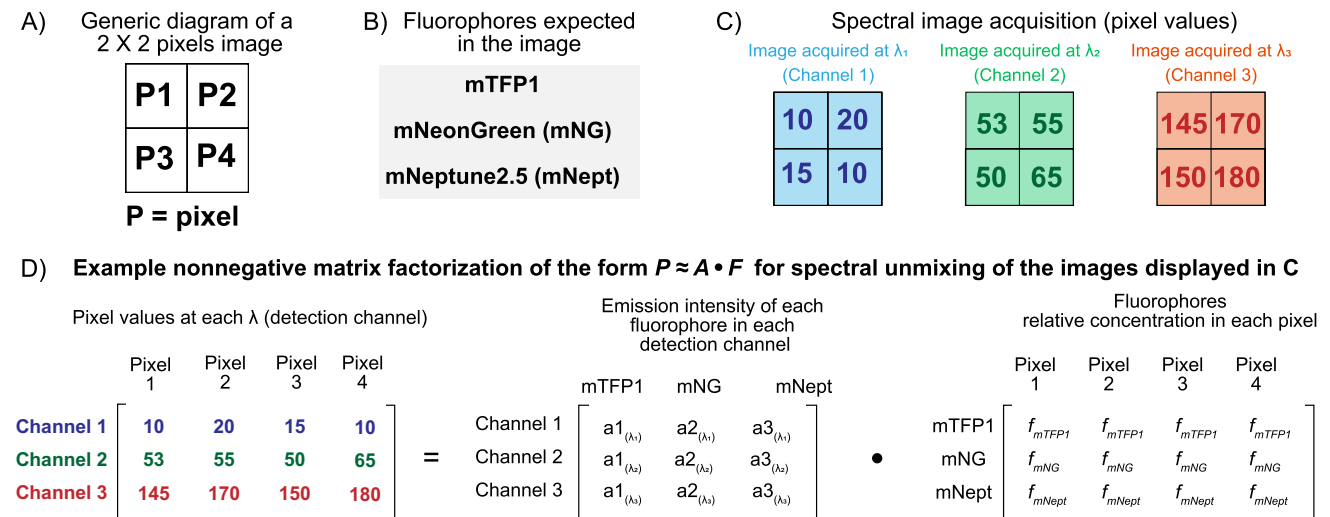 A)
Generic diagram of a
2 X 2 pixels image
P1 P2
P3 P4
P = pixel
B)
Fluorophores expected
in the image
mTFP1
mNeonGreen (mNG)
mNeptune2.5 (mNept)
C)
Spectral image acquisition (pixel values)
Image acquired at λ₁
(Channel 1)
10 20
15 10
Image acquired at λ₂
(Channel 2)
53 55
50 65
Image acquired at λ₃
(Channel 3)
145 170
150 180
D) Example nonnegative matrix factorization of the form P ≈ A • F for spectral unmixing of the images displayed in C
Pixel values at each λ (detection channel)
Pixel 1 Pixel 2 Pixel 3 Pixel 4
Channel 1 10 20 15 10
Channel 2 53 55 50 65
Channel 3 145 170 150 180
=
Emission intensity of each
fluorophore in each
detection channel
mTFP1 mNG mNept
Channel 1 a1(λ₁) a2(λ₁) a3(λ₁)
Channel 2 a1(λ₂) a2(λ₂) a3(λ₂)
Channel 3 a1(λ₃) a2(λ₃) a3(λ₃)
•
Fluorophores
relative concentration in each pixel
Pixel 1 Pixel 2 Pixel 3 Pixel 4
mTFP1 fmTFP1 fmTFP1 fmTFP1 fmTFP1
mNG fmNG fmNG fmNG fmNG
mNept fmNept fmNept fmNept fmNept